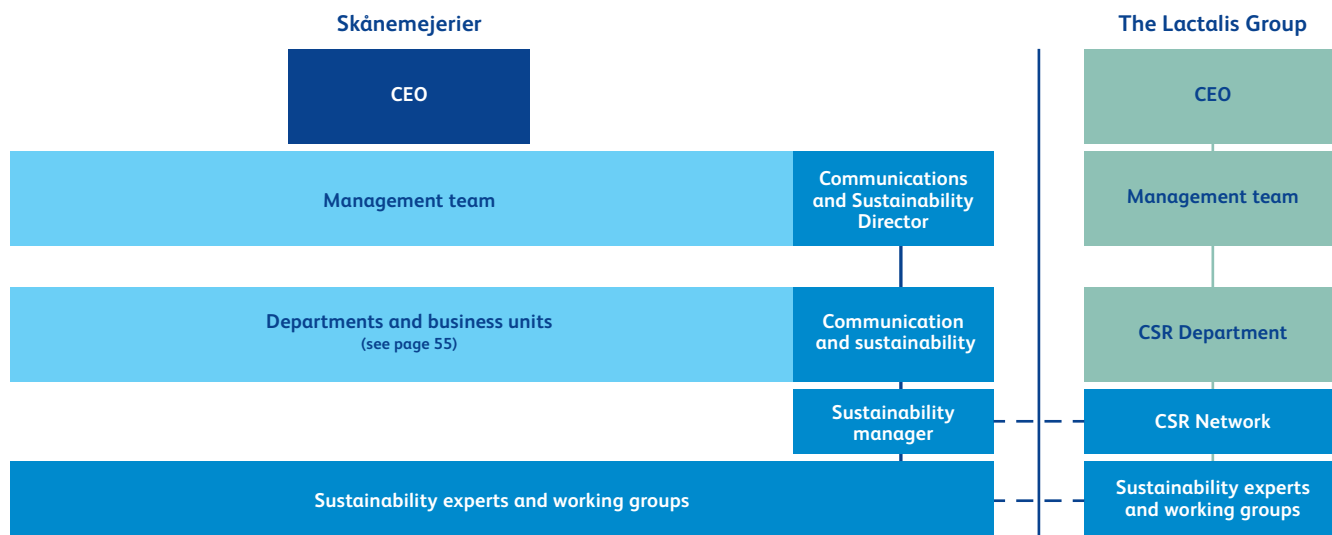 Skånemejerier
The Lactalis Group
CEO
CEO
Management team
Communications
and Sustainability
Director
Management team
Departments and business units
(see page 55)
Communication
and sustainability
CSR Department
Sustainability
manager
CSR Network
Sustainability experts and working groups
Sustainability experts
and working groups